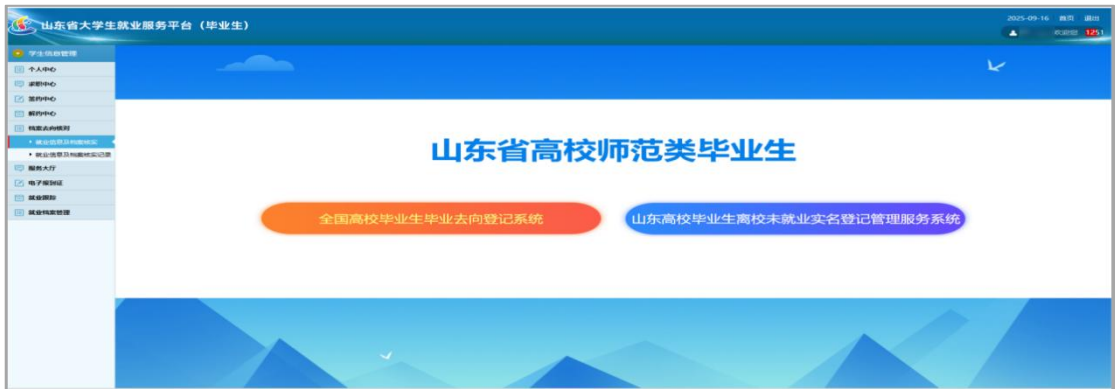 山东省大学生就业服务平台（毕业生）
2025-09-16 首页 退出
欢迎您 1251
学生信息管理
个人中心
求职中心
签约中心
解约中心
档案去向核对
就业信息及档案核实
就业信息及档案核实记录
服务大厅
电子报到证
就业跟踪
就业档案管理
山东省高校师范类毕业生
全国高校毕业生毕业去向登记系统
山东高校毕业生离校未就业实名登记管理服务系统